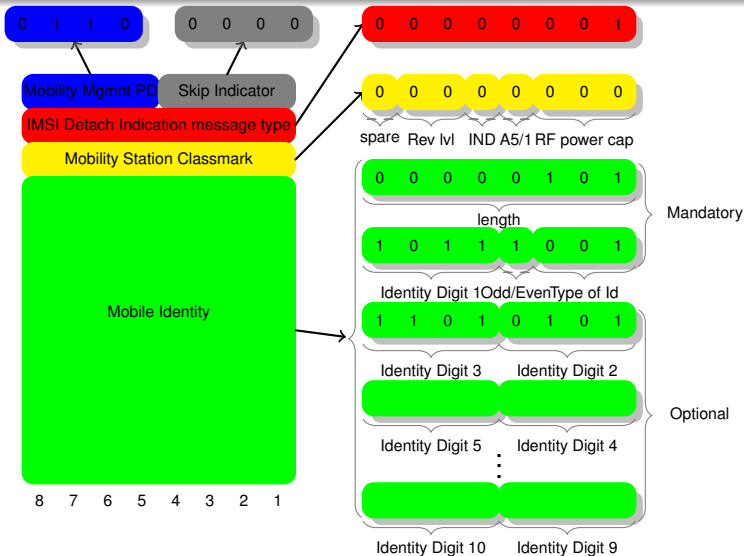 0 1 1 0
0 0 0 0
0 0 0 0 0 0 0 1
Mobility Mgmnt PD
Skip Indicator
0 0 0 0 0 0 0 0
IMSI Detach Indication message type
spare Rev lvl IND A5/1 RF power cap
Mobility Station Classmark
0 0 0 0 0 1 0 1
length
Mandatory
1 0 1 1 1 0 0 1
Identity Digit 1 Odd/Even Type of Id
Mobile Identity
1 1 0 1 0 1 0 1
Identity Digit 3
Identity Digit 2
Optional
Identity Digit 5
Identity Digit 4
8 7 6 5 4 3 2 1
Identity Digit 10
Identity Digit 9